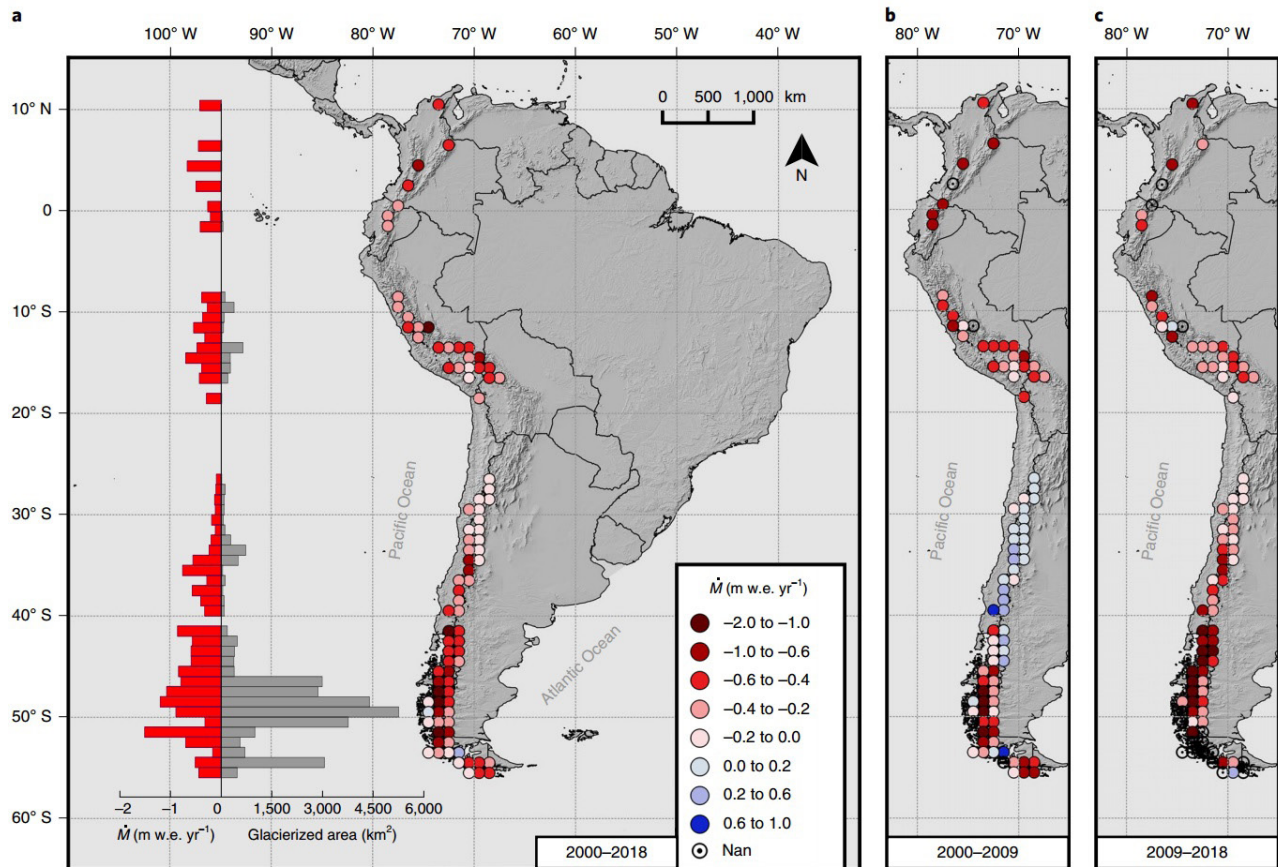 a
100° W 90° W 80° W 70° W 60° W 50° W 40° W
10° N
0
10° S
20° S
30° S
40° S
50° S
60° S
0 500 1,000 km
N
Pacific Ocean
Atlantic Ocean
Ṁ (m w.e. yr⁻¹)
−2.0 to −1.0
−1.0 to −0.6
−0.6 to −0.4
−0.4 to −0.2
−0.2 to 0.0
0.0 to 0.2
0.2 to 0.6
0.6 to 1.0
Nan
−2 −1 0 1,500 3,000 4,500 6,000
Ṁ (m w.e. yr⁻¹) Glacierized area (km²)
2000–2018
b
80° W 70° W
Pacific Ocean
2000–2009
c
80° W 70° W
Pacific Ocean
2009–2018